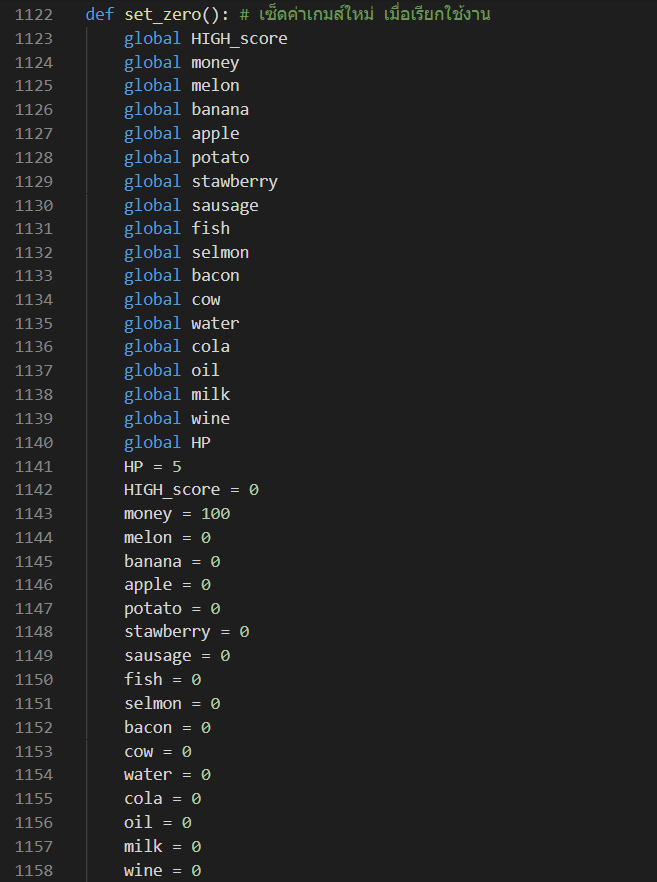 1122 def set_zero(): # เซ็ดค่าเกมส์ใหม่ เมื่อเรียกใช้งาน
1123 global HIGH_score
1124 global money
1125 global melon
1126 global banana
1127 global apple
1128 global potato
1129 global stawberry
1130 global sausage
1131 global fish
1132 global selmon
1133 global bacon
1134 global cow
1135 global water
1136 global cola
1137 global oil
1138 global milk
1139 global wine
1140 global HP
1141 HP = 5
1142 HIGH_score = 0
1143 money = 100
1144 melon = 0
1145 banana = 0
1146 apple = 0
1147 potato = 0
1148 stawberry = 0
1149 sausage = 0
1150 fish = 0
1151 selmon = 0
1152 bacon = 0
1153 cow = 0
1154 water = 0
1155 cola = 0
1156 oil = 0
1157 milk = 0
1158 wine = 0